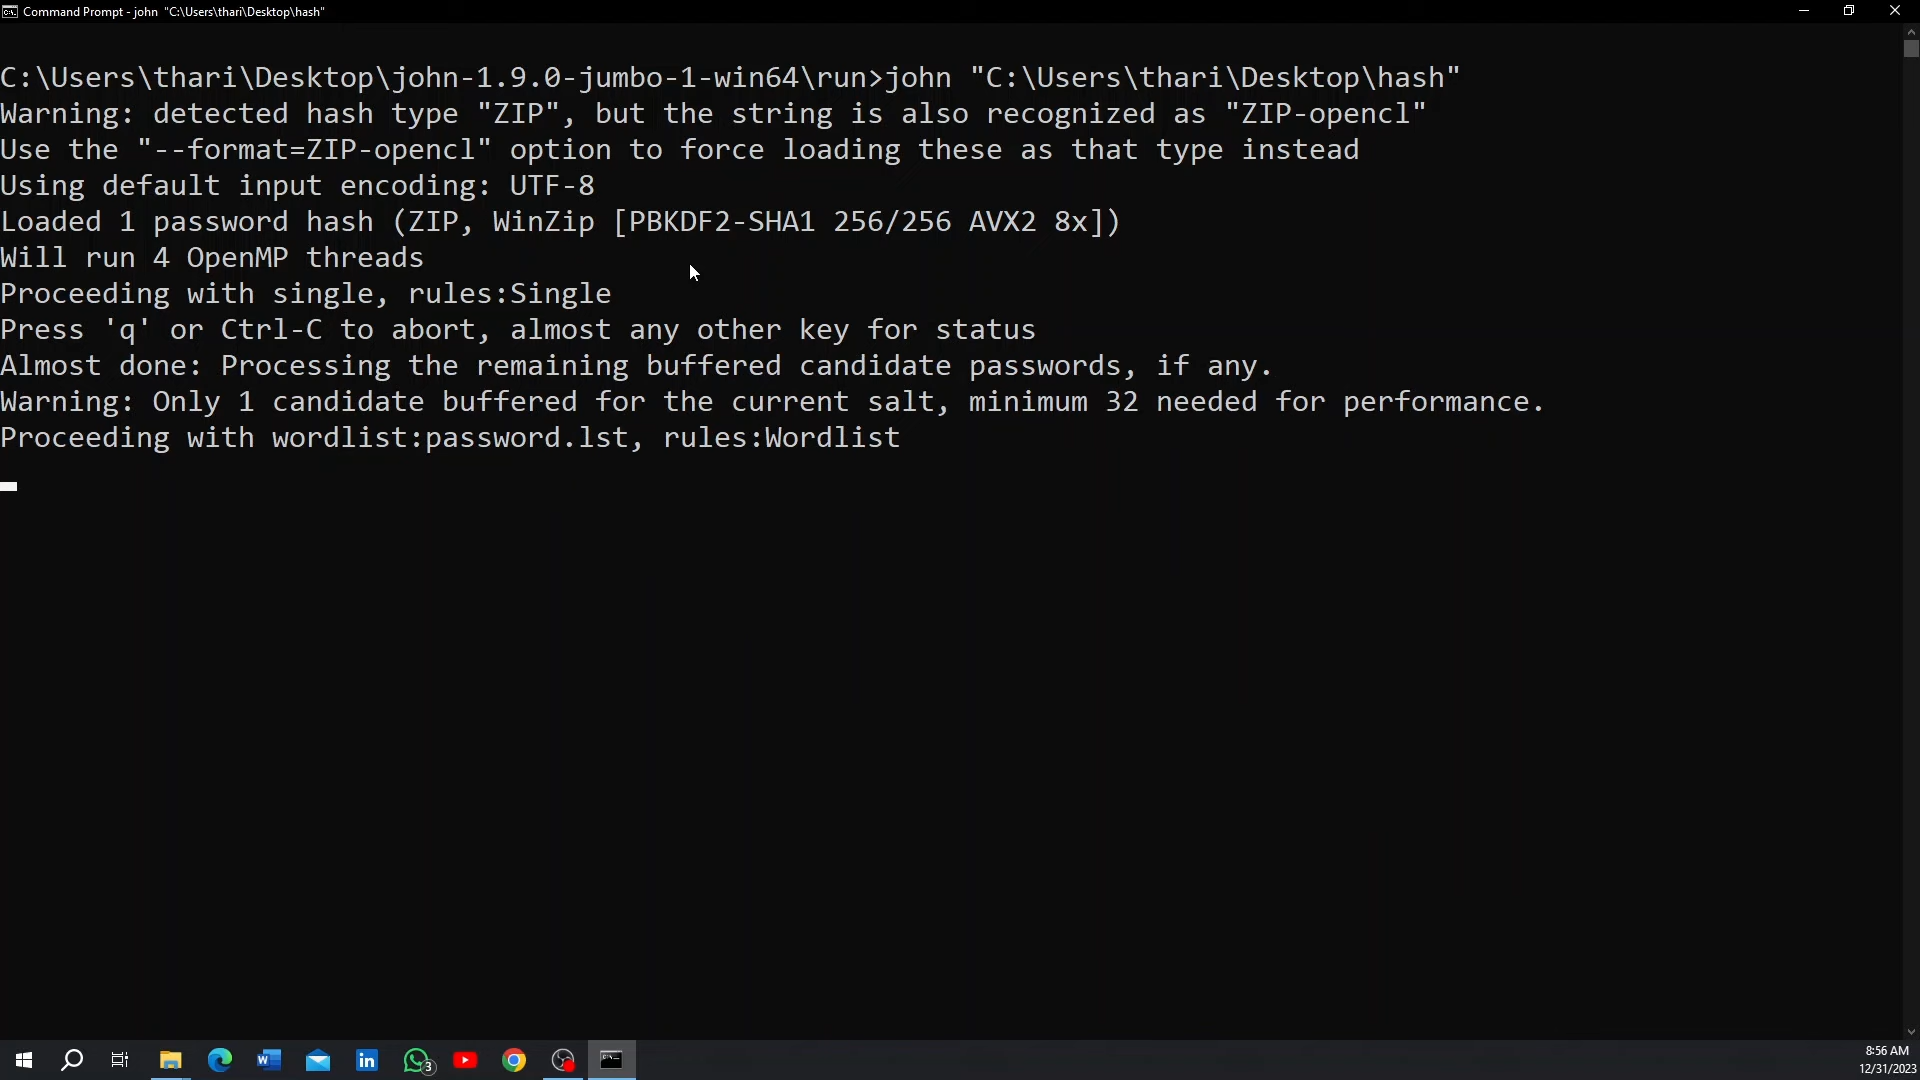 Command Prompt - john "C:\Users\thari\Desktop\hash"
C:\Users\thari\Desktop\john-1.9.0-jumbo-1-win64\run>john "C:\Users\thari\Desktop\hash"
Warning: detected hash type "ZIP", but the string is also recognized as "ZIP-opencl"
Use the "--format=ZIP-opencl" option to force loading these as that type instead
Using default input encoding: UTF-8
Loaded 1 password hash (ZIP, WinZip [PBKDF2-SHA1 256/256 AVX2 8x])
Will run 4 OpenMP threads
Proceeding with single, rules:Single
Press 'q' or Ctrl-C to abort, almost any other key for status
Almost done: Processing the remaining buffered candidate passwords, if any.
Warning: Only 1 candidate buffered for the current salt, minimum 32 needed for performance.
Proceeding with wordlist:password.lst, rules:Wordlist
W
in
3
8:56 AM
12/31/2023